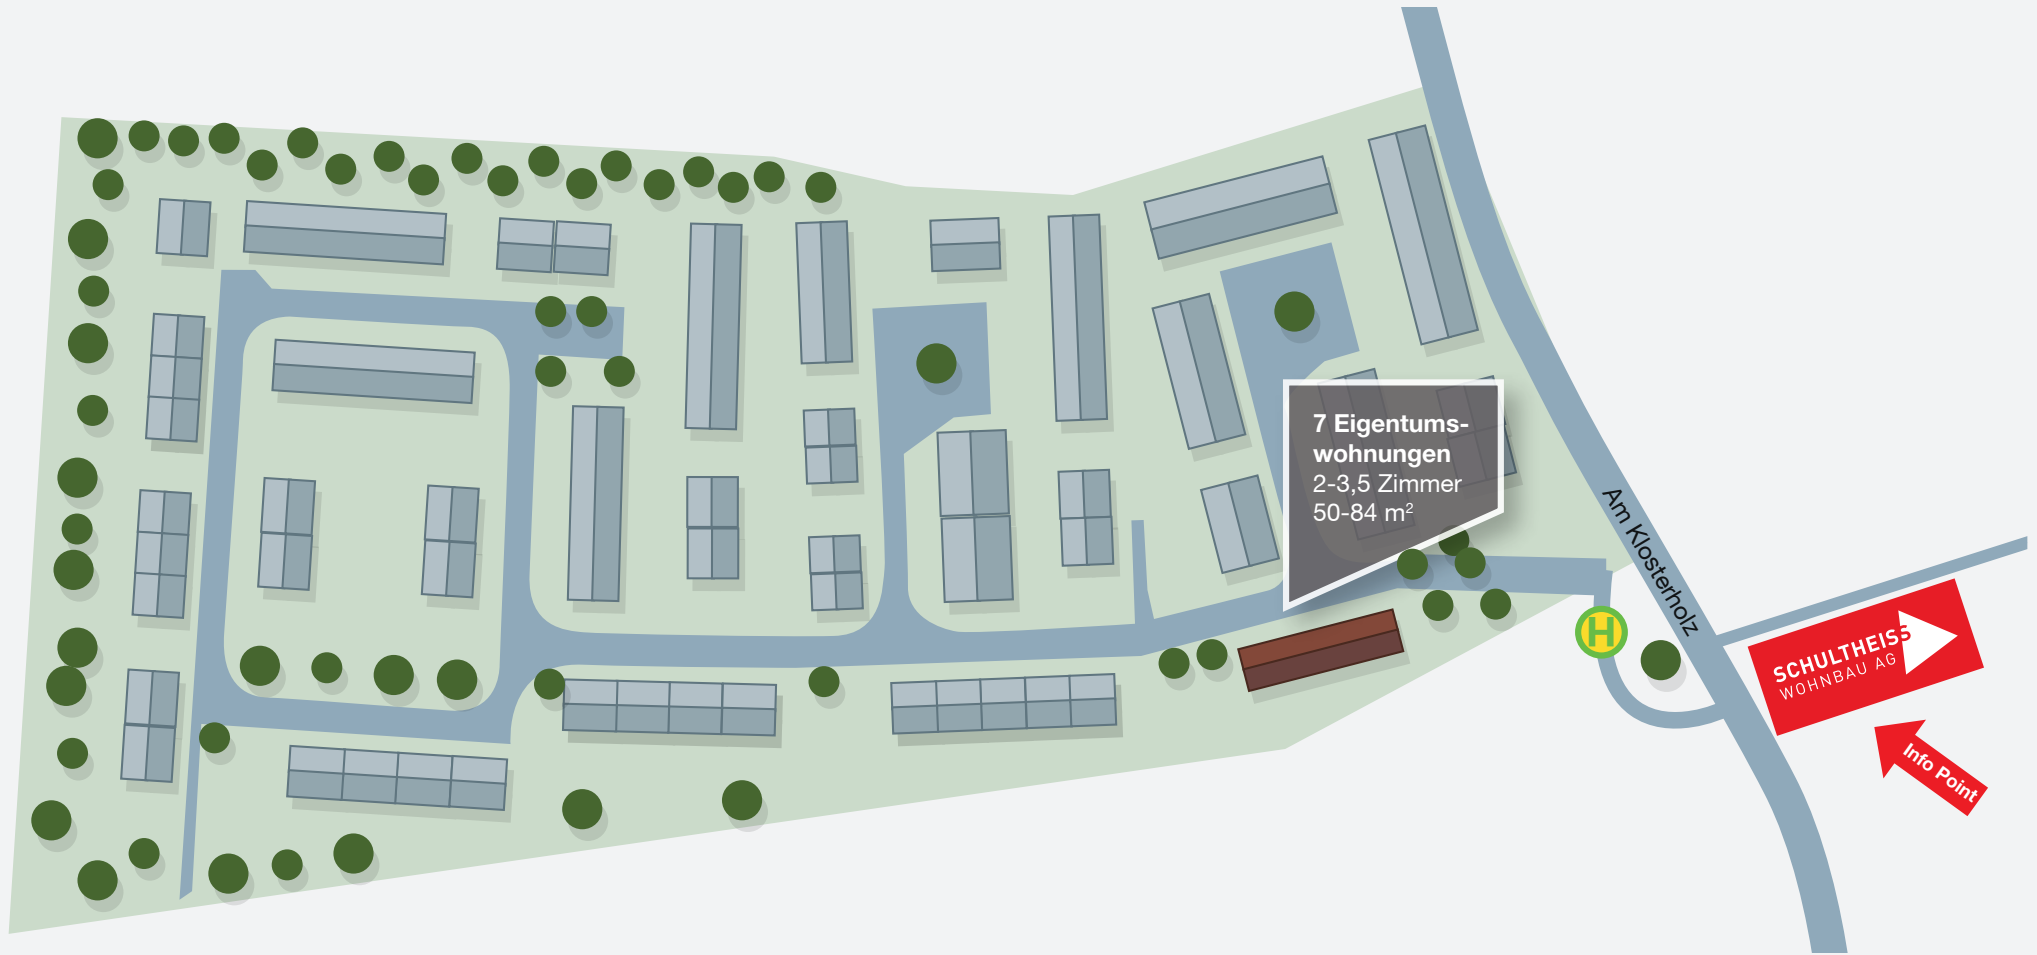 7 Eigentums-
wohnungen
2-3,5 Zimmer
50-84 m²
Am Klosterholz
H
SCHULTHEISS
WOHNBAU AG
Info Point